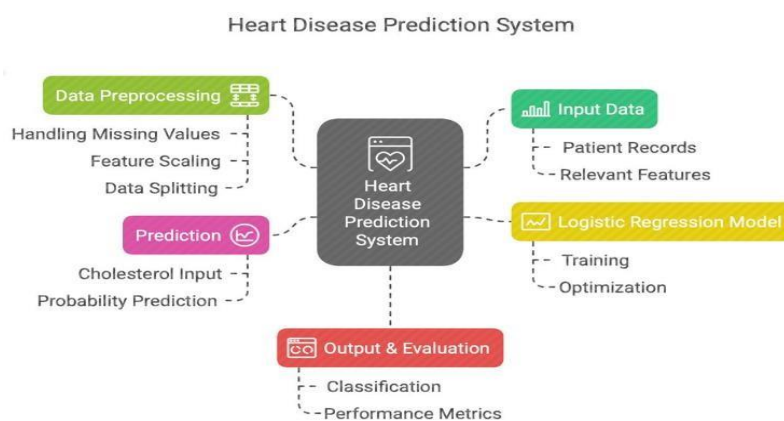 Heart Disease Prediction System
Data Preprocessing
Handling Missing Values
Feature Scaling
Data Splitting
Prediction
Cholesterol Input
Probability Prediction
Heart
Disease
Prediction
System
Input Data
Patient Records
Relevant Features
Logistic Regression Model
Training
Optimization
Output & Evaluation
Classification
Performance Metrics